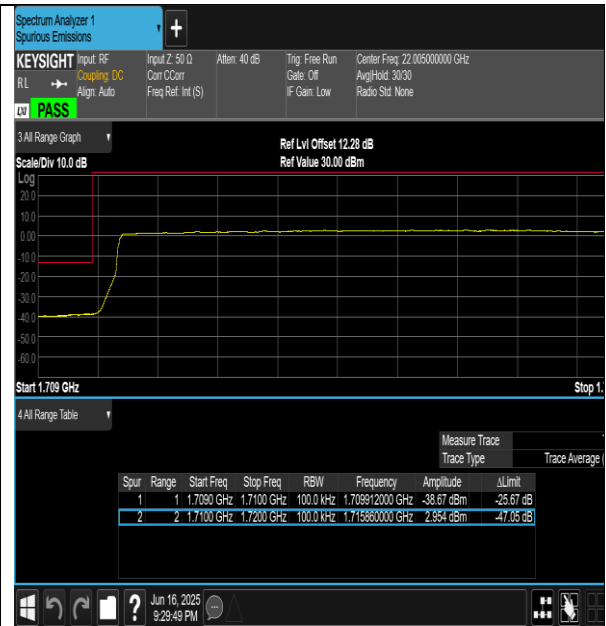 Spectrum Analyzer 1
Spurious Emissions
+
KEYSIGHT Input: RF Input Z: 50 Ω Atten: 40 dB Trig: Free Run Center Freq: 22.005000000 GHz
RL Coupling: DC Corr CCorr Gate: Off Avg|Hold: 30/30
Align: Auto Freq Ref: Int (S) IF Gain: Low Radio Std: None
LXI PASS
3 All Range Graph
Ref Lvl Offset 12.28 dB
Scale/Div 10.0 dB Ref Value 30.00 dBm
Log
20.0
10.0
0.00
-10.0
-20.0
-30.0
-40.0
-50.0
-60.0
Start 1.709 GHz Stop 1.
4 All Range Table
Measure Trace
Trace Type Trace Average (
Spur Range Start Freq Stop Freq RBW Frequency Amplitude ΔLimit
1 1 1.7090 GHz 1.7100 GHz 100.0 kHz 1.709912000 GHz -38.67 dBm -25.67 dB
2 2 1.7100 GHz 1.7200 GHz 100.0 kHz 1.715860000 GHz 2.954 dBm -47.05 dB
? Jun 16, 2025
9:29:49 PM